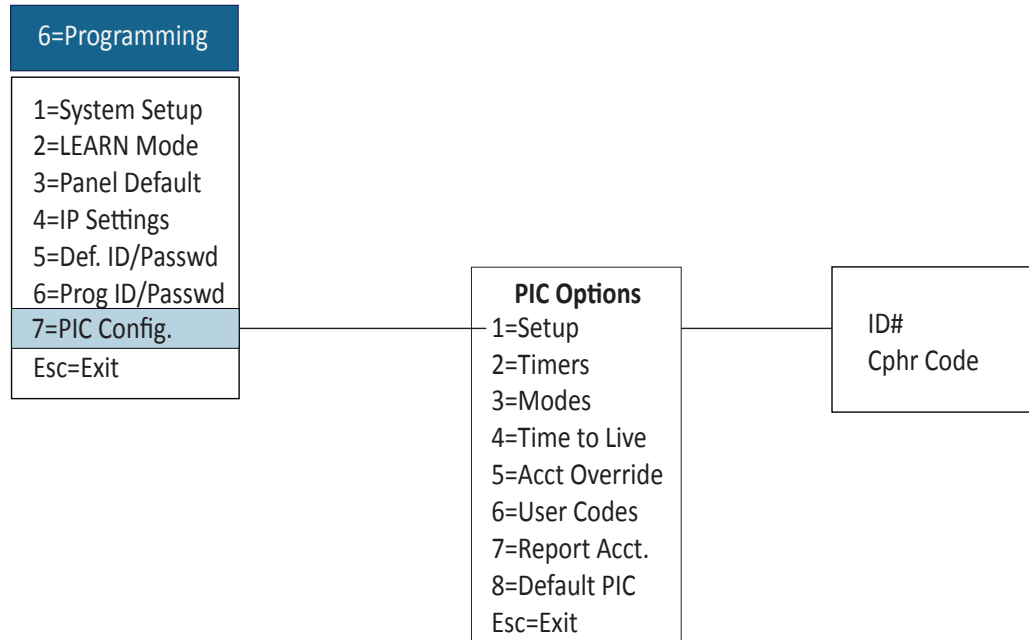 6=Programming
1=System Setup
2=LEARN Mode
3=Panel Default
4=IP Settings
5=Def. ID/Passwd
6=Prog ID/Passwd
7=PIC Config.
Esc=Exit
PIC Options
1=Setup
2=Timers
3=Modes
4=Time to Live
5=Acct Override
6=User Codes
7=Report Acct.
8=Default PIC
Esc=Exit
ID#
Cphr Code